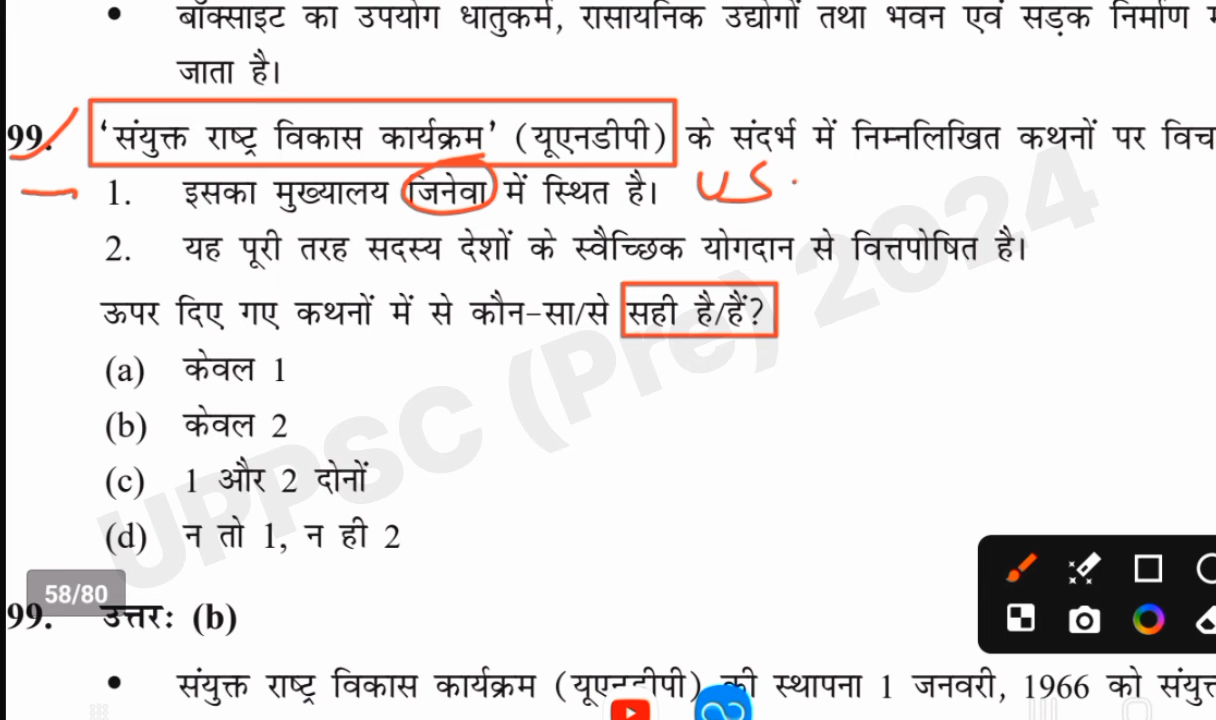 • बॉक्साइट का उपयोग धातुकर्म, रासायनिक उद्योगों तथा भवन एवं सड़क निर्माण
जाता है।
99. ‘संयुक्त राष्ट्र विकास कार्यक्रम’ (यूएनडीपी) के संदर्भ में निम्नलिखित कथनों पर
1. इसका मुख्यालय जिनेवा में स्थित है। US.
2. यह पूरी तरह सदस्य देशों के स्वैच्छिक योगदान से वित्तपोषित है।
ऊपर दिए गए कथनों में से कौन-सा/से सही है/हैं?
(a) केवल 1
(b) केवल 2
(c) 1 और 2 दोनों
(d) न तो 1, न ही 2
UPPSC (Pre) 2024
58/80
99. उत्तरः (b)
• संयुक्त राष्ट्र विकास कार्यक्रम (यूएनडीपी) की स्थापना 1 जनवरी, 1966 को